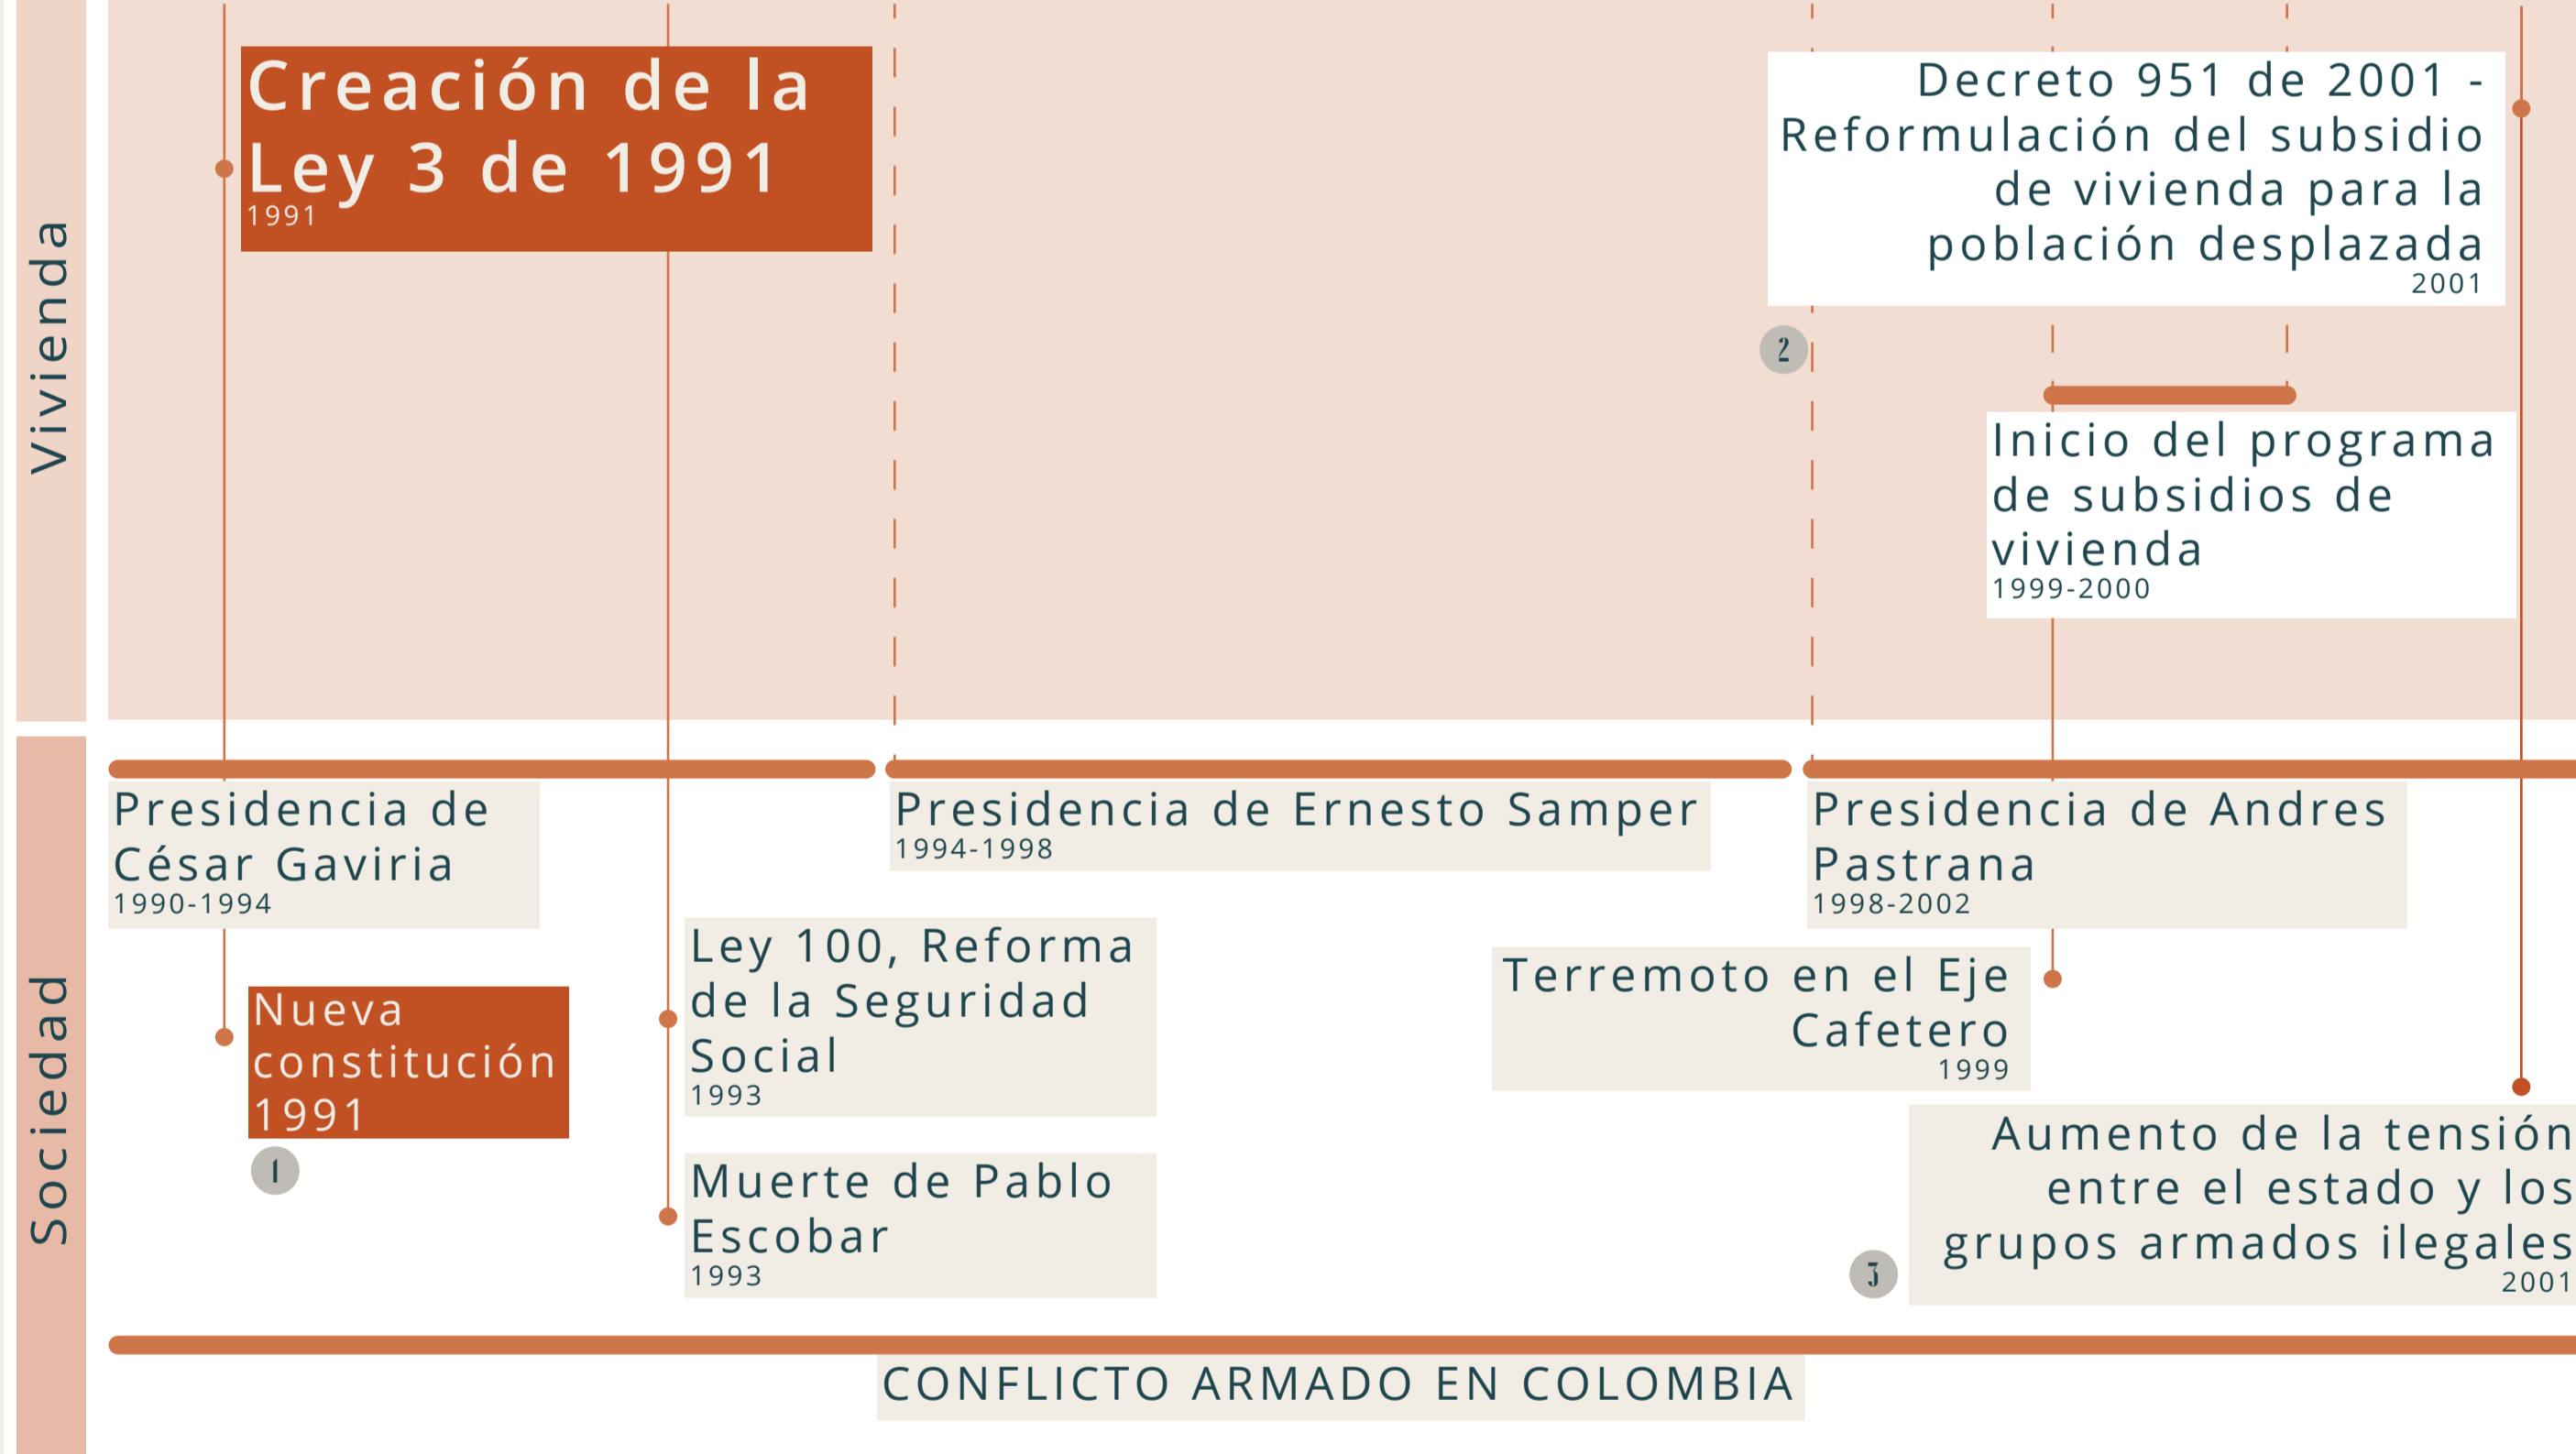 Vivienda
Creación de la
Ley 3 de 1991
1991
Decreto 951 de 2001 -
Reformulación del subsidio
de vivienda para la
población desplazada
2001
2
Inicio del programa
de subsidios de
vivienda
1999-2000
Sociedad
Presidencia de
César Gaviria
1990-1994
Presidencia de Ernesto Samper
1994-1998
Presidencia de Andres
Pastrana
1998-2002
Nueva
constitución
1991
1
Ley 100, Reforma
de la Seguridad
Social
1993
Muerte de Pablo
Escobar
1993
Terremoto en el Eje
Cafetero
1999
Aumento de la tensión
entre el estado y los
grupos armados ilegales
2001
3
CONFLICTO ARMADO EN COLOMBIA